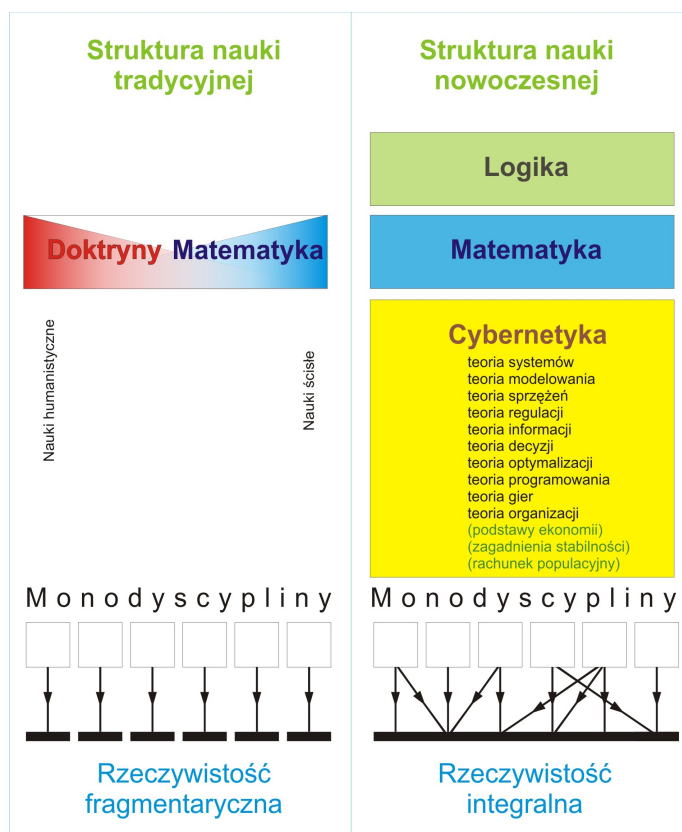 Struktura nauki
tradycyjnej
Doktryny Matematyka
Nauki humanistyczne
Nauki ścisłe
Monodyscypliny
Rzeczywistość
fragmentaryczna
Struktura nauki
nowoczesnej
Logika
Matematyka
Cybernetyka
teoria systemów
teoria modelowania
teoria sprzężeń
teoria regulacji
teoria informacji
teoria decyzji
teoria optymalizacji
teoria programowania
teoria gier
teoria organizacji
(podstawy ekonomii)
(zagadnienia stabilności)
(rachunek populacyjny)
Monodyscypliny
Rzeczywistość
integralna